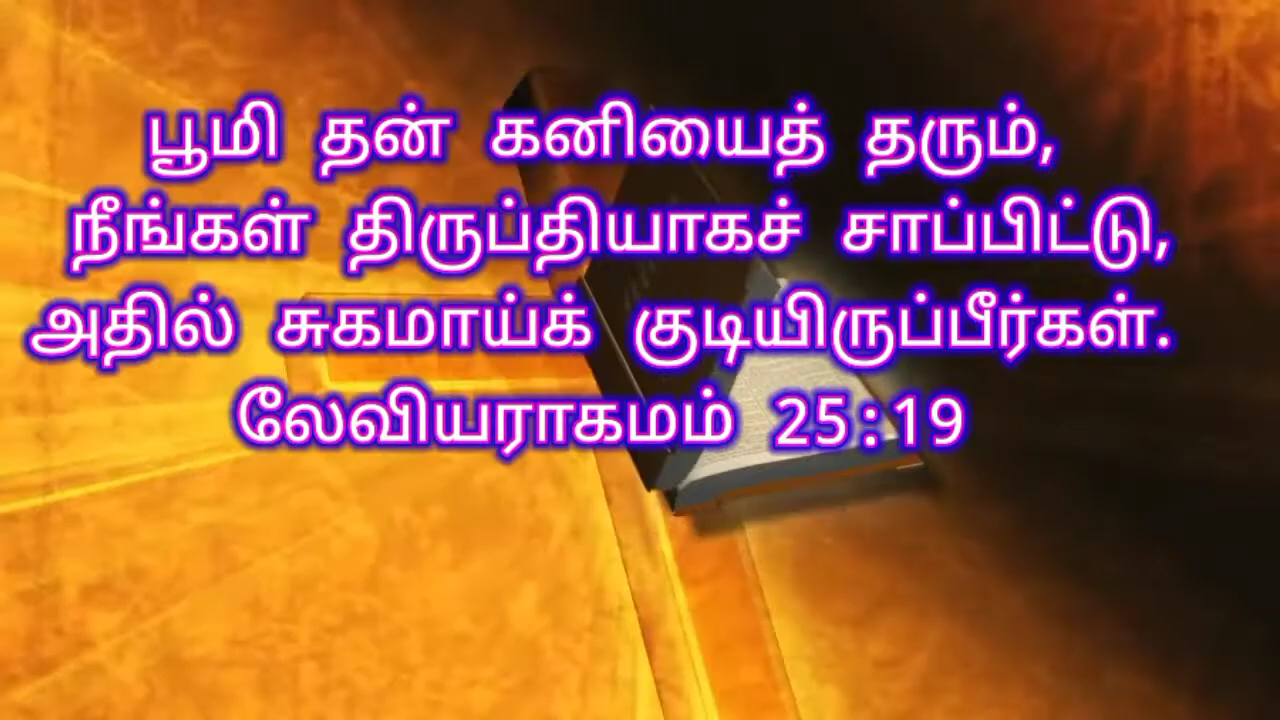 பூமி தன் கனியைத் தரும்,
நீங்கள் திருப்தியாகச் சாப்பிட்டு,
அதில் சுகமாய்க் குடியிருப்பீர்கள்.
லேவியராகமம் 25:19